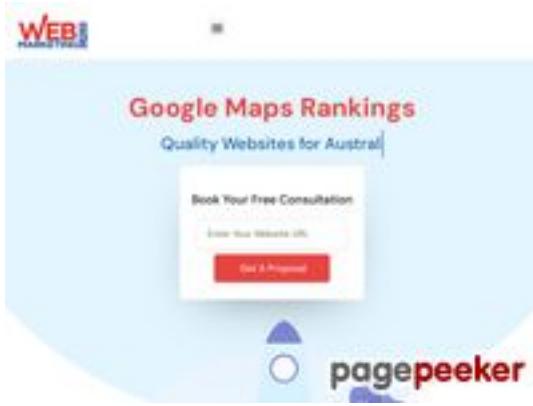 WEB
MARKETING
Google Maps Rankings
Quality Websites for Austral
Book Your Free Consultation
Enter Your Website URL
Get A Proposal
pagepeeker